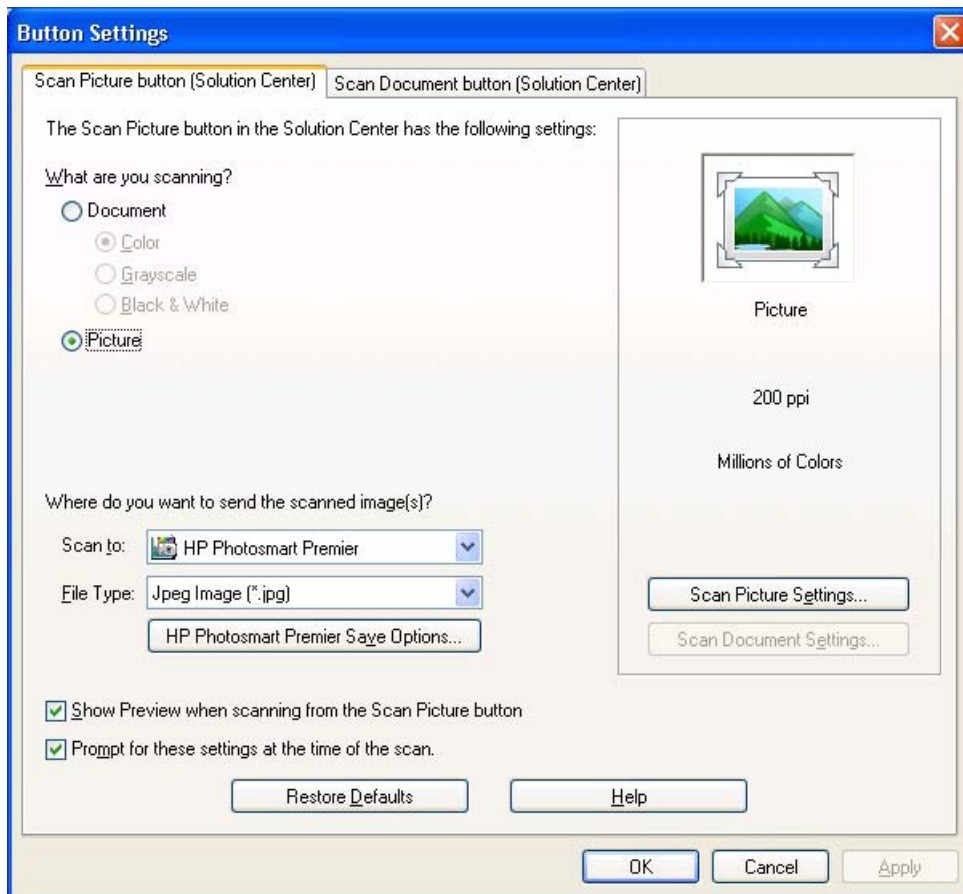 Button Settings
Scan Picture button (Solution Center)
Scan Document button (Solution Center)
The Scan Picture button in the Solution Center has the following settings:
What are you scanning?
Document
Color
Grayscale
Black & White
Picture
Picture
200 ppi
Millions of Colors
Where do you want to send the scanned image(s)?
Scan to: HP Photosmart Premier
File Type: Jpeg Image (*.jpg)
HP Photosmart Premier Save Options...
Scan Picture Settings...
Scan Document Settings...
Show Preview when scanning from the Scan Picture button
Prompt for these settings at the time of the scan.
Restore Defaults
Help
OK
Cancel
Apply